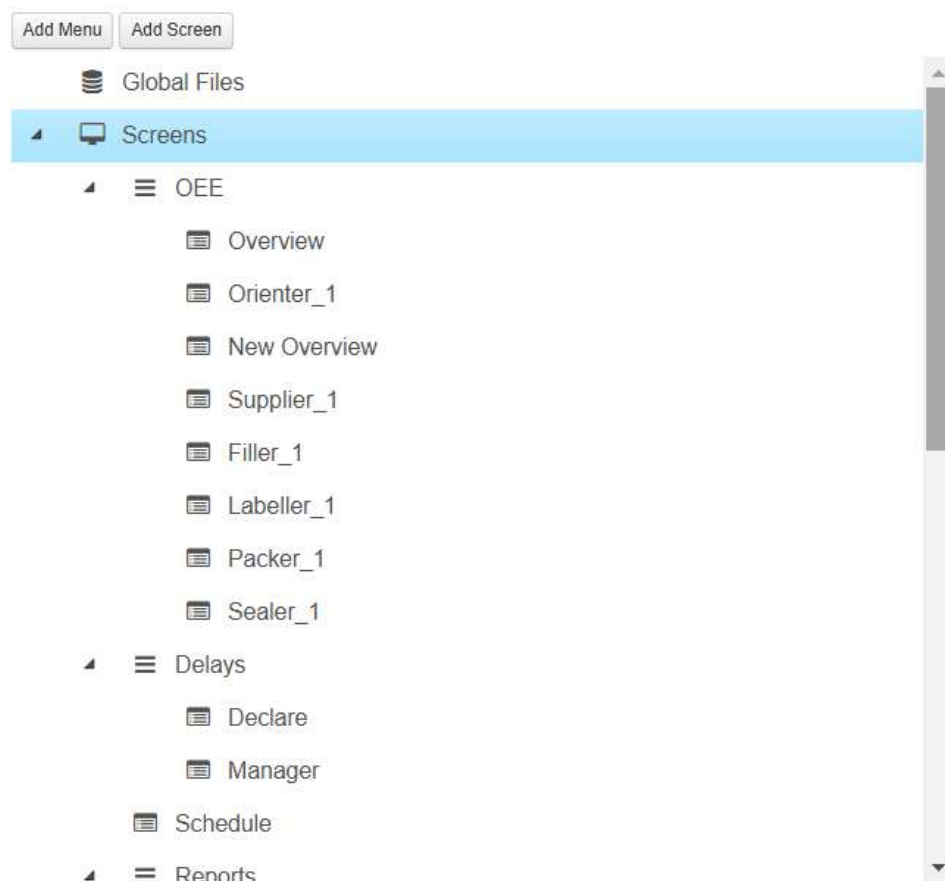 Add Menu Add Screen
Global Files
Screens
OEE
Overview
Orienter_1
New Overview
Supplier_1
Filler_1
Labeller_1
Packer_1
Sealer_1
Delays
Declare
Manager
Schedule
Reports